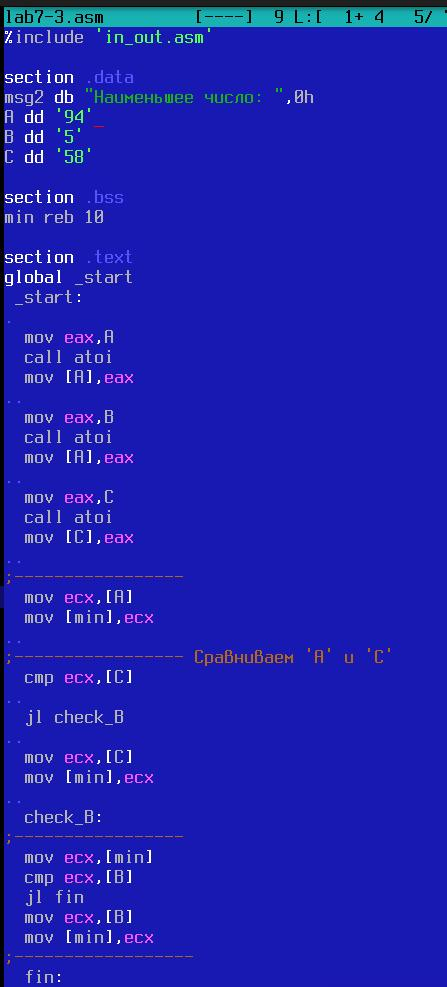 lab7-3.asm         [----]  9 L:[  1+ 4   5/
%include 'in_out.asm'
section .data
msg2 db "Наименьшее число: ",0h
A dd '94'
B dd '5'
C dd '58'
section .bss
min reb 10
section .text
global _start
 _start:
.
  mov eax,A
  call atoi
  mov [A],eax
..
  mov eax,B
  call atoi
  mov [A],eax
..
  mov eax,C
  call atoi
  mov [C],eax
..
;-----------------
  mov ecx,[A]
  mov [min],ecx
..
;----------------- Сравниваем 'A' и 'C'
  cmp ecx,[C]
..
  jl check_B
..
  mov ecx,[C]
  mov [min],ecx
..
  check_B:
;-----------------
  mov ecx,[min]
  cmp ecx,[B]
  jl fin
  mov ecx,[B]
  mov [min],ecx
;------------------
  fin: